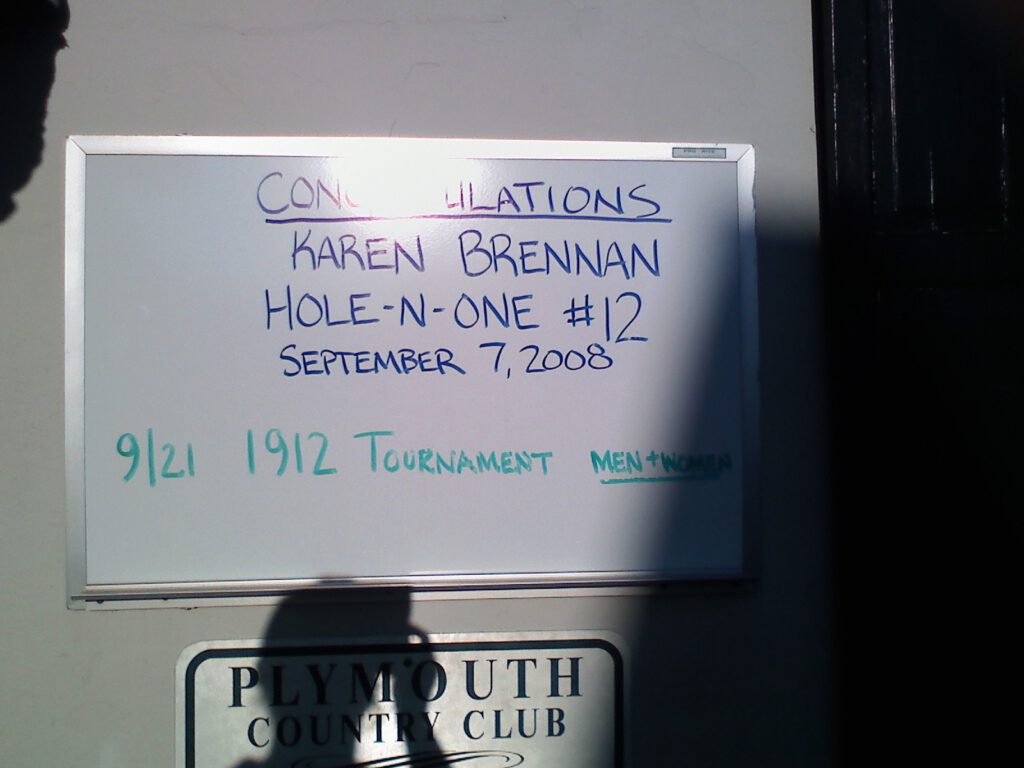 KAREN BRENNAN
HOLE-N-ONE #12
SEPTEMBER 7, 2008
9/21 1912 TOURNAMENT MEN + WOMEN
PLYMOUTH
COUNTRY CLUB